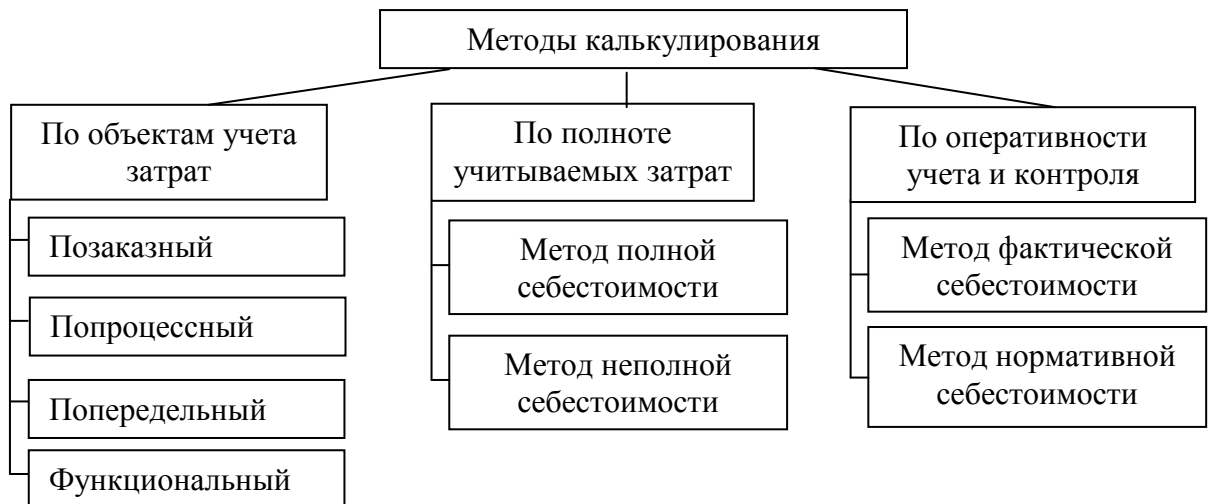 Методы калькулирования
По объектам учета
затрат
Позаказный
Попроцессный
Попередельный
Функциональный
По полноте
учитываемых затрат
Метод полной
себестоимости
Метод неполной
себестоимости
По оперативности
учета и контроля
Метод фактической
себестоимости
Метод нормативной
себестоимости